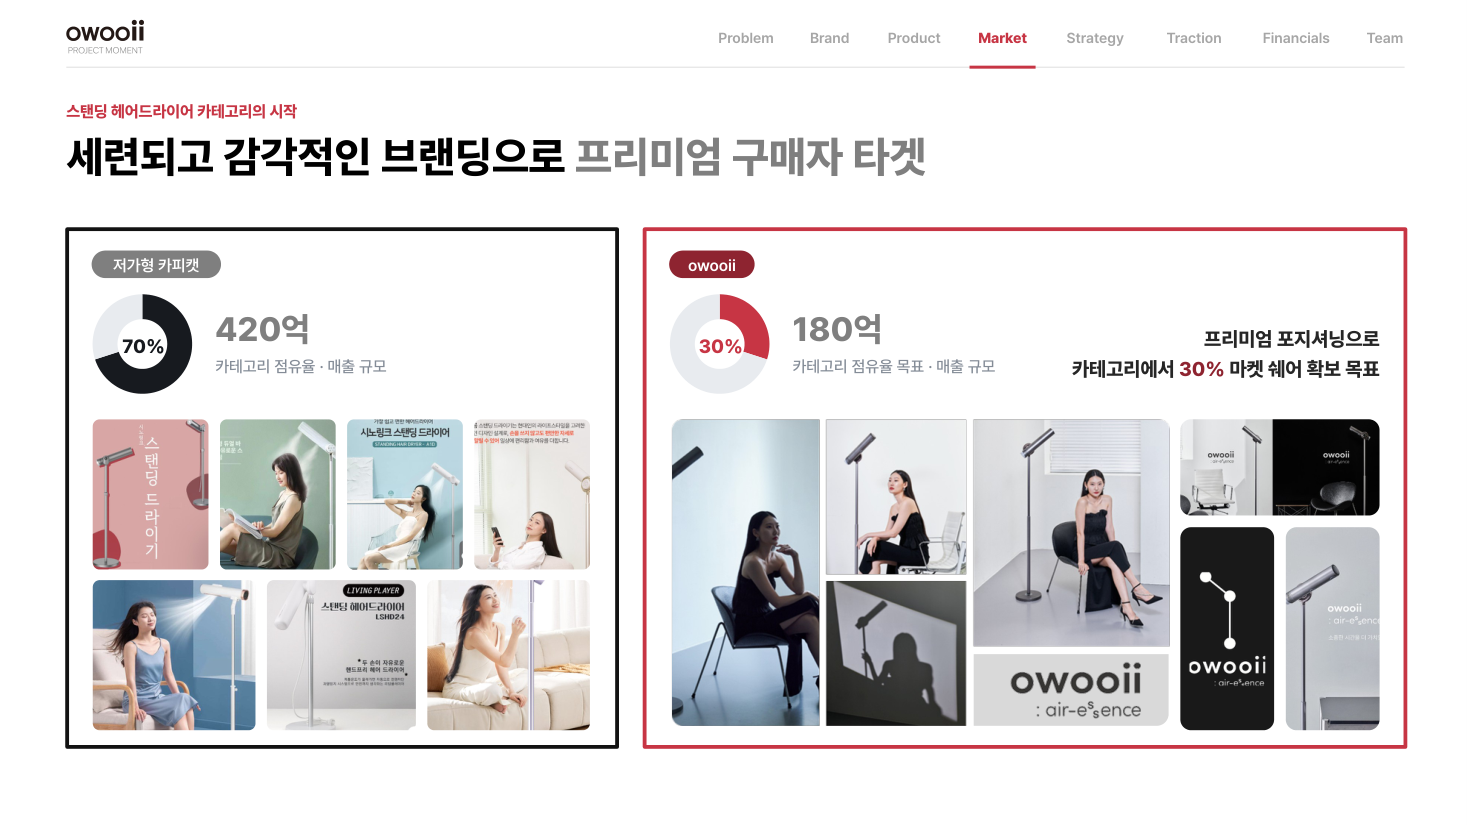 owooii
PROJECT MOMENT
Problem Brand Product Market Strategy Traction Financials Team
스탠딩 헤어드라이어 카테고리의 시작
세련되고 감각적인 브랜딩으로 프리미엄 구매자 타겟
저가형 카피캣
70%
420억
카테고리 점유율 · 매출 규모
스탠딩 드라이기
시노링크 스탠딩 드라이어
STANDING HAIR DRYER
LIVING PLAYER
스탠딩 헤어드라이어
LSHD24
두 손이 자유로운
핸드프리 헤어 드라이어
owooii
30%
180억
카테고리 점유율 목표 · 매출 규모
프리미엄 포지셔닝으로
카테고리에서 30% 마켓 쉐어 확보 목표
owooii
: air-essence
owooii
: air-essence
owooii
: air-essence
owooii
: air-essence
owooii
: air-essence